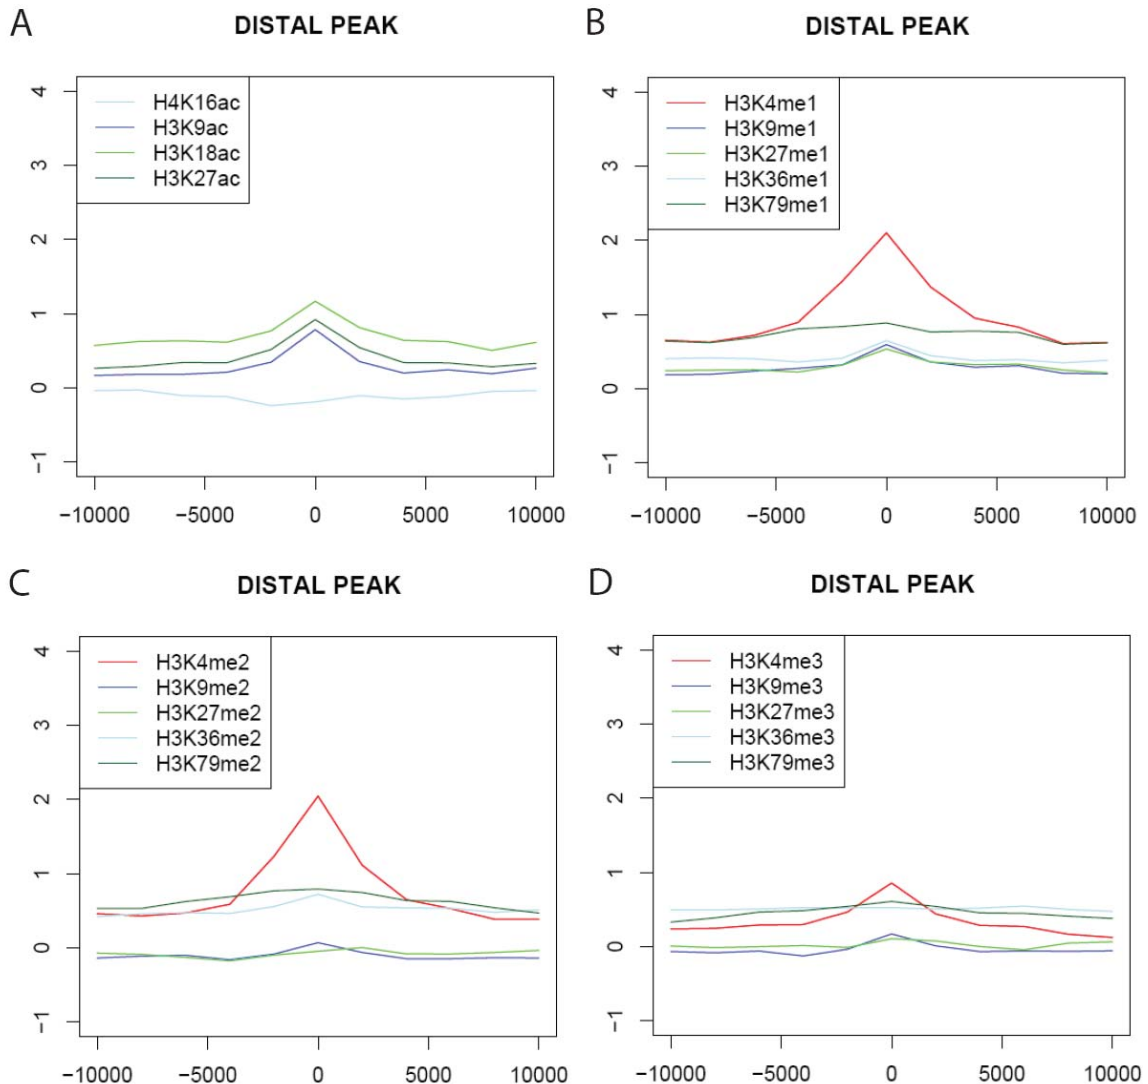 A
DISTAL PEAK
H4K16ac
H3K9ac
H3K18ac
H3K27ac
4
3
2
1
0
−1
−10000 −5000 0 5000 10000
B
DISTAL PEAK
H3K4me1
H3K9me1
H3K27me1
H3K36me1
H3K79me1
4
3
2
1
0
−1
−10000 −5000 0 5000 10000
C
DISTAL PEAK
H3K4me2
H3K9me2
H3K27me2
H3K36me2
H3K79me2
4
3
2
1
0
−1
−10000 −5000 0 5000 10000
D
DISTAL PEAK
H3K4me3
H3K9me3
H3K27me3
H3K36me3
H3K79me3
4
3
2
1
0
−1
−10000 −5000 0 5000 10000